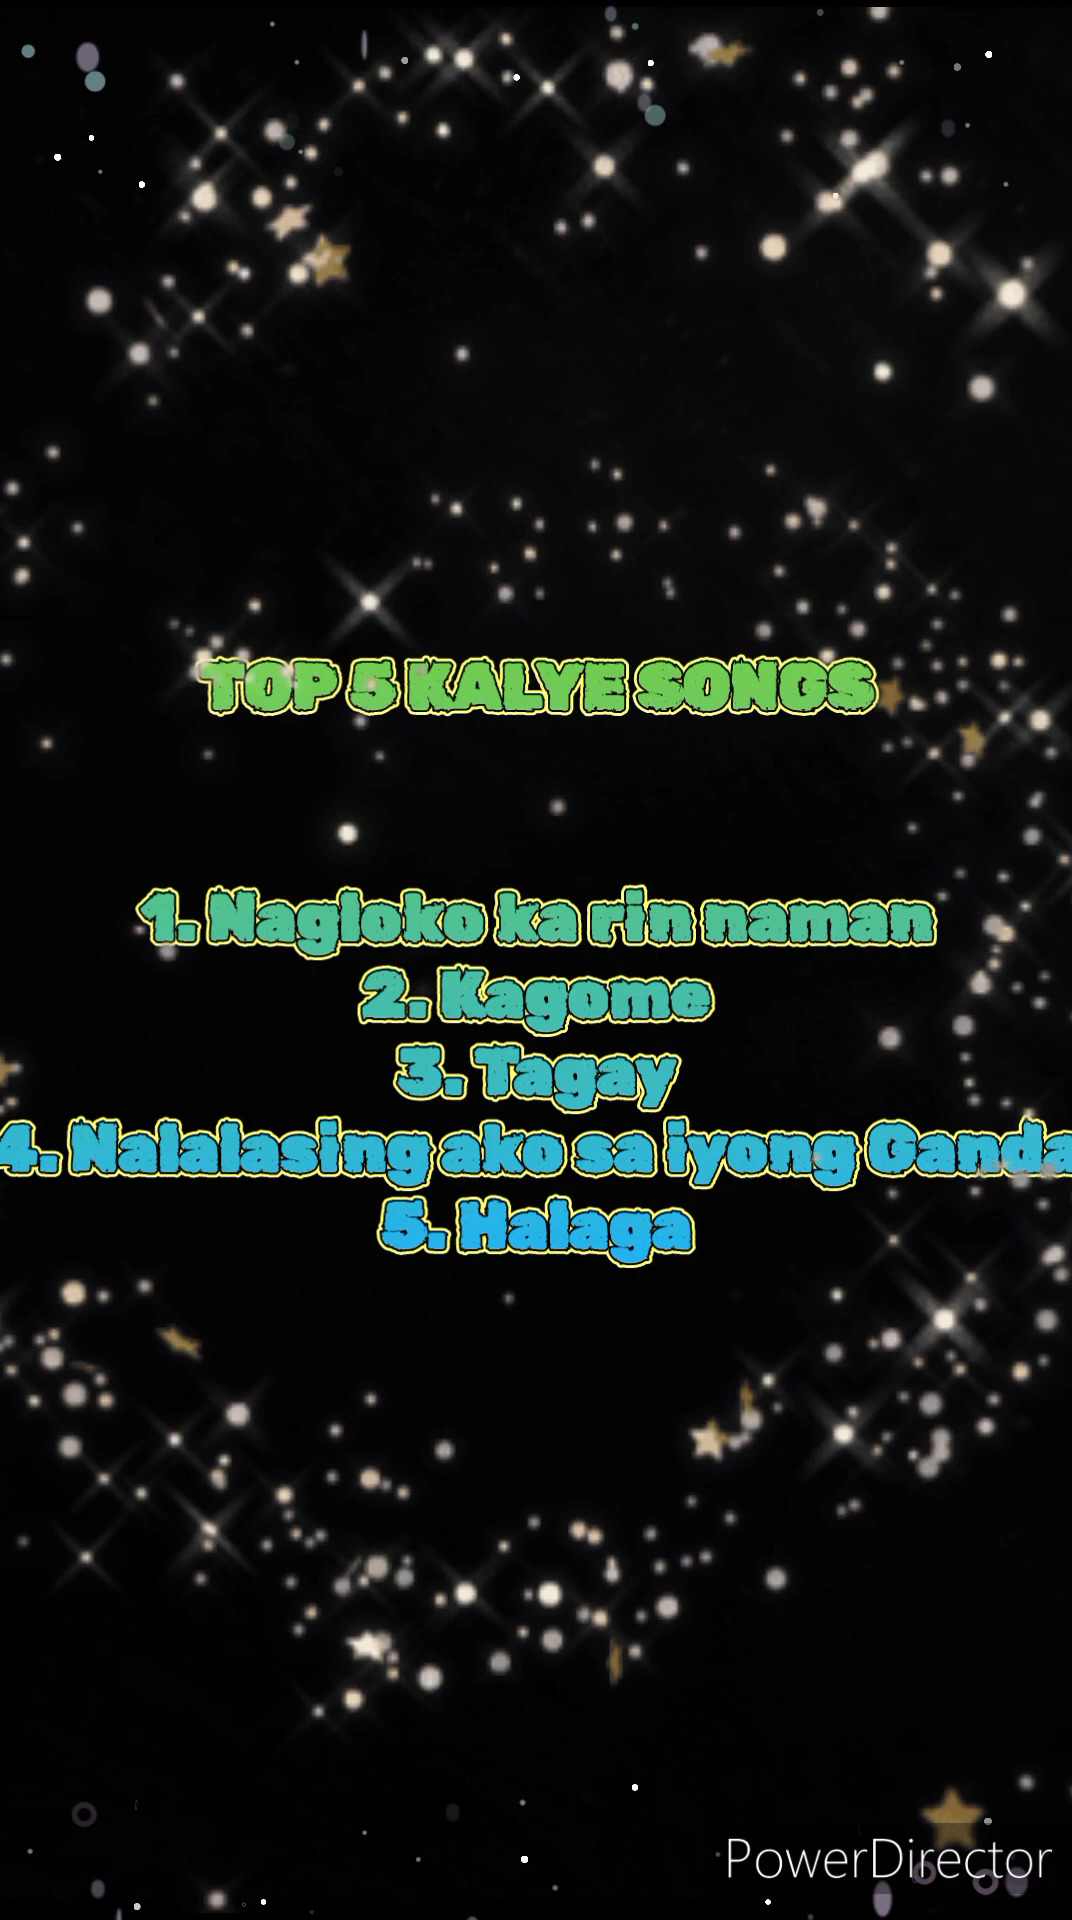 TOP 5 KALYE SONGS
1. Nagloko ka rin naman
2. Kagome
3. Tagay
4. Nalalasing ako sa iyong Ganda
5. Halaga
PowerDirector